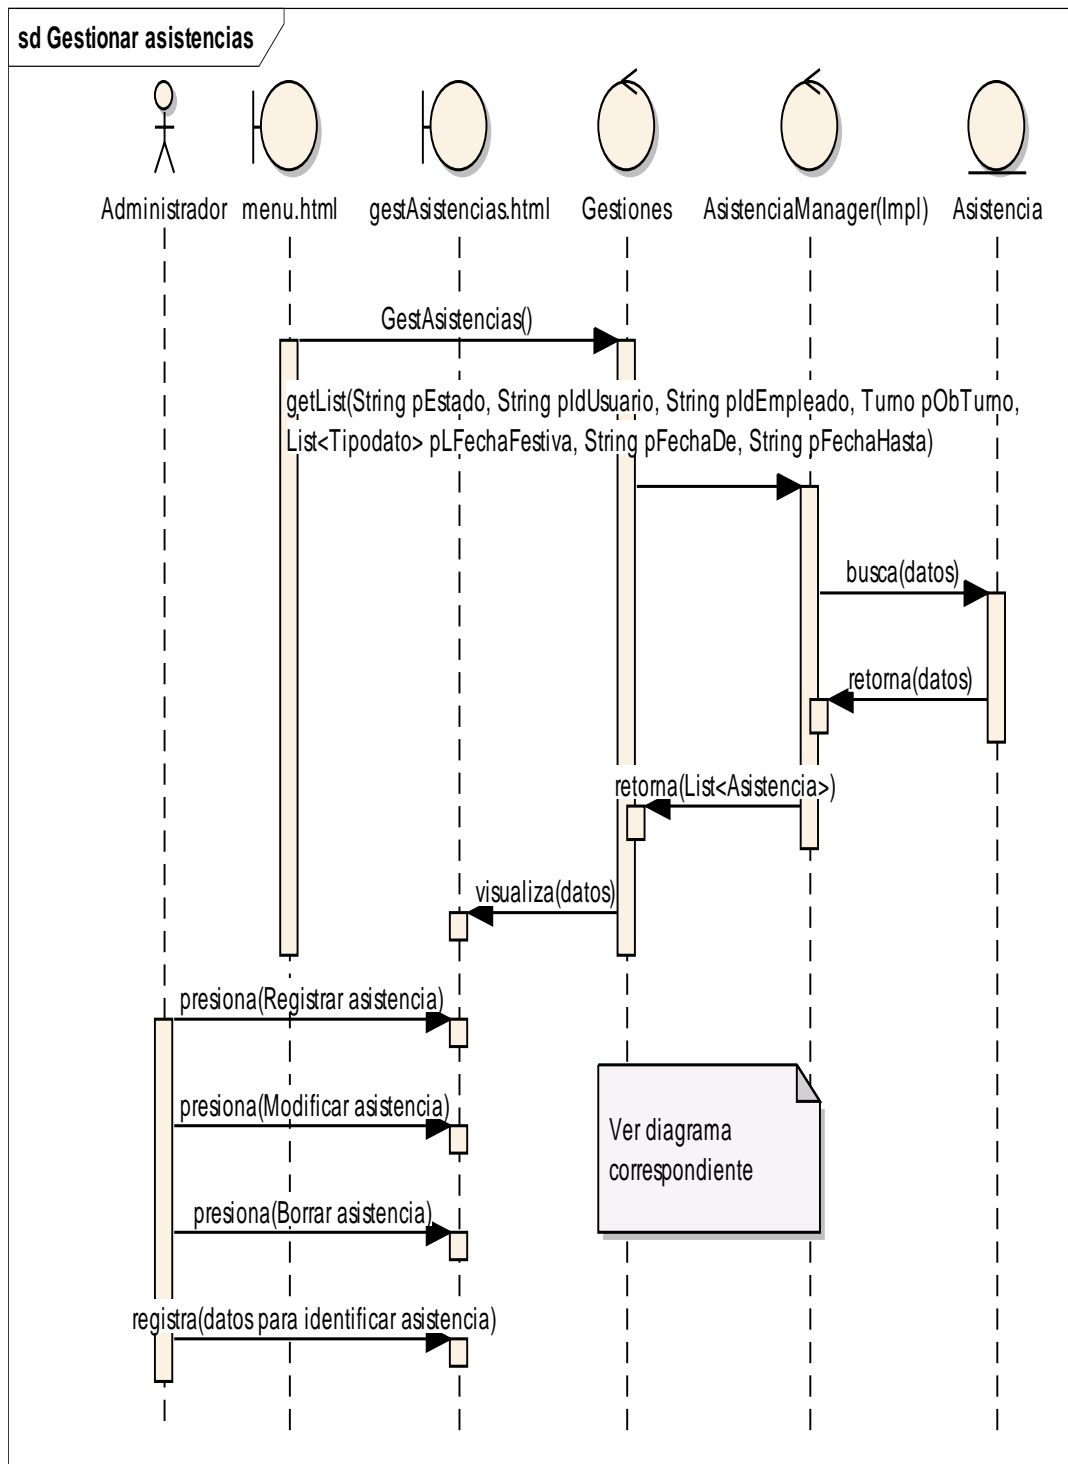 sd Gestionar asistencias
Administrador
menu.html
gestAsistencias.html
Gestiones
AsistenciaManager(Impl)
Asistencia
GestAsistencias()
getList(String pEstado, String pIdUsuario, String pIdEmpleado, Turno pObTurno,
List<Tipodato> pLFechaFestiva, String pFechaDe, String pFechaHasta)
busca(datos)
retorna(datos)
retorna(List<Asistencia>)
visualiza(datos)
presiona(Registrar asistencia)
presiona(Modificar asistencia)
Ver diagrama
correspondiente
presiona(Borrar asistencia)
registra(datos para identificar asistencia)